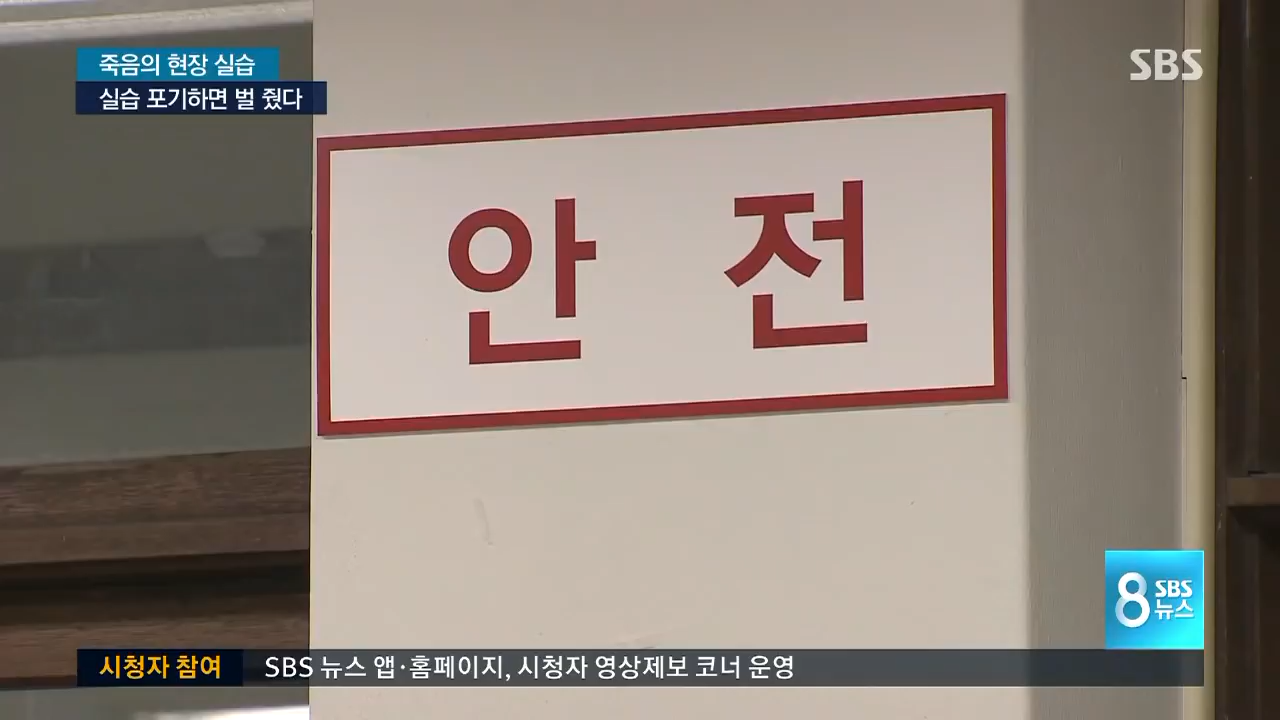 죽음의 현장 실습
실습 포기하면 벌 줬다
SBS
안 전
8 SBS 뉴스
시청자 참여 SBS 뉴스 앱·홈페이지, 시청자 영상제보 코너 운영